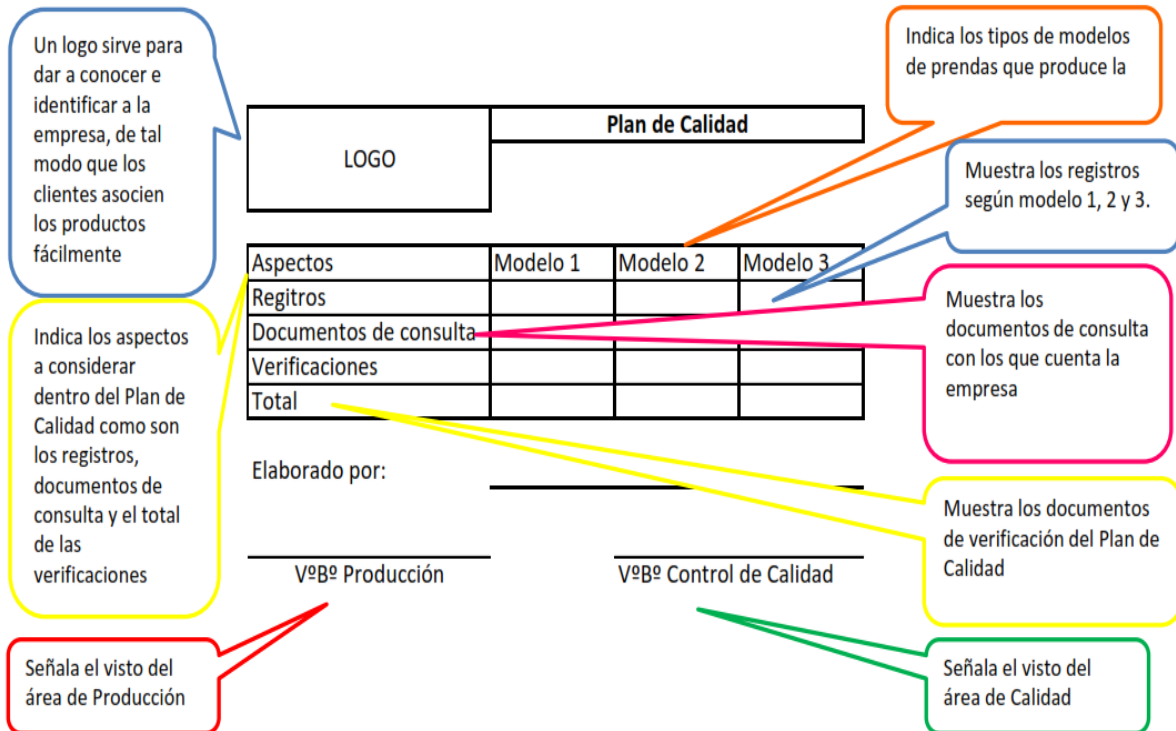 Un logo sirve para
dar a conocer e
identificar a la
empresa, de tal
modo que los
clientes asocien
los productos
fácilmente
Indica los tipos de modelos
de prendas que produce la
LOGO
Plan de Calidad
Muestra los registros
según modelo 1, 2 y 3.
Aspectos Modelo 1 Modelo 2 Modelo 3
Regitros
Documentos de consulta
Verificaciones
Total
Indica los aspectos
a considerar
dentro del Plan de
Calidad como son
los registros,
documentos de
consulta y el total
de las
verificaciones
Muestra los
documentos de consulta
con los que cuenta la
empresa
Elaborado por:
Muestra los documentos
de verificación del Plan de
Calidad
VºBº Producción
VºBº Control de Calidad
Señala el visto del
área de Producción
Señala el visto del
área de Calidad